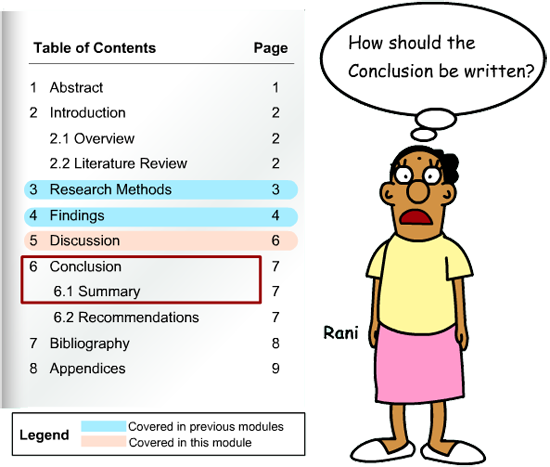 Table of Contents Page
1 Abstract 1
2 Introduction 2
2.1 Overview 2
2.2 Literature Review 2
3 Research Methods 3
4 Findings 4
5 Discussion 6
6 Conclusion 7
6.1 Summary 7
6.2 Recommendations 7
7 Bibliography 8
8 Appendices 9
Legend
Covered in previous modules
Covered in this module
How should the
Conclusion be written?
Rani